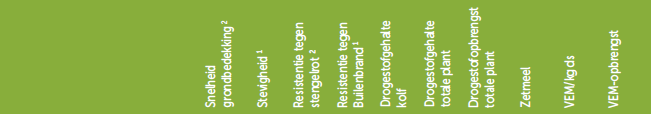 Snelheid
grondbedekking ²
Stevigheid ¹
Resistentie tegen
stengelrot ²
Resistentie tegen
Builenbrand ¹
Drogestofgehalte
kolf
Drogestofgehalte
totale plant
Drogestofopbrengst
totale plant
Zetmeel
VEM/kg ds
VEM-opbrengst